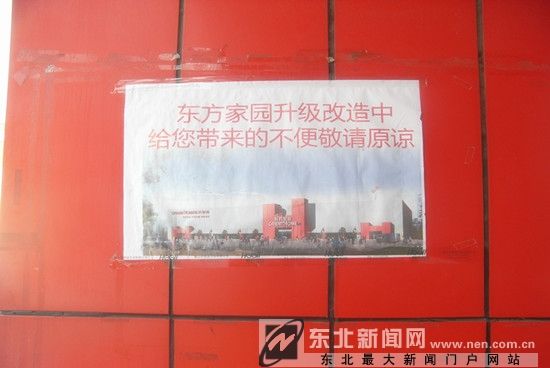 东方家园升级改造中
给您带来的不便敬请原谅
东北新闻网
www.nen.com.cn
东北最大新闻门户网站